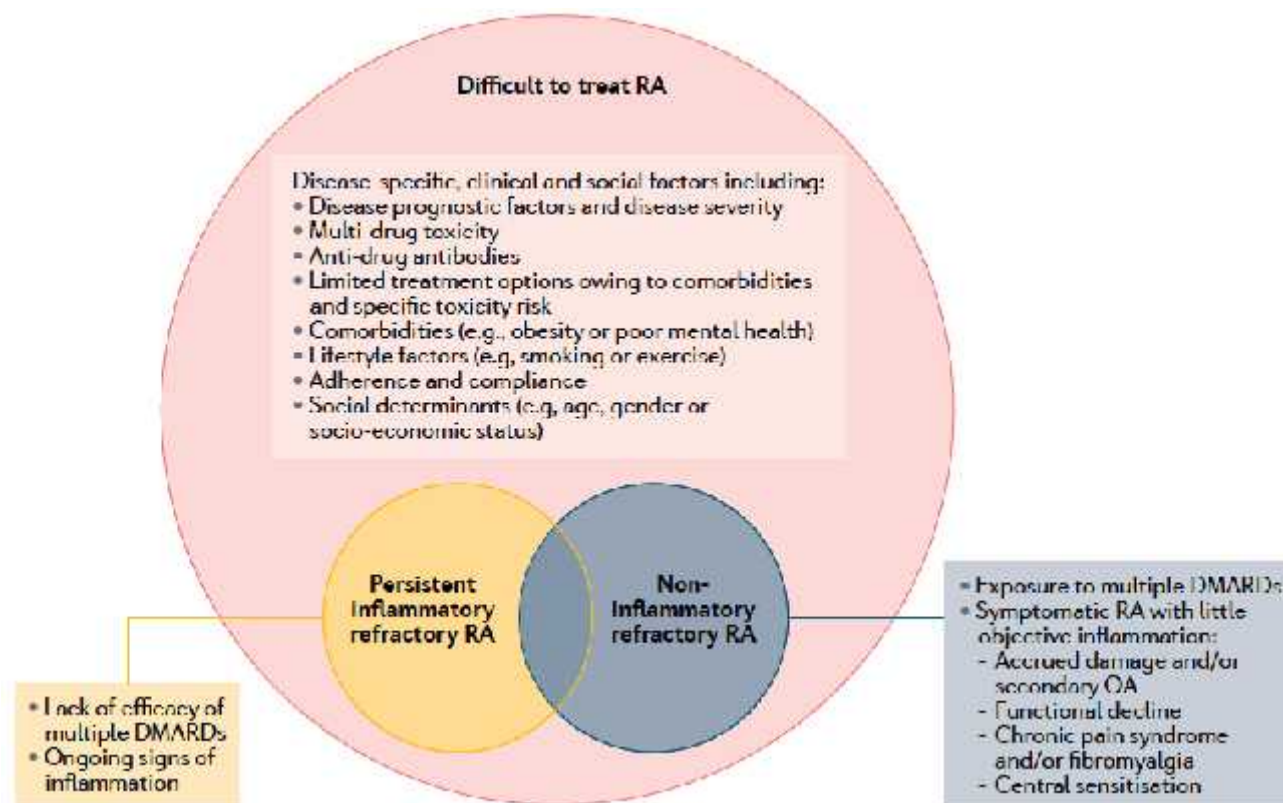 Difficult to treat RA
Disease specific, clinical and social factors including:
• Disease prognostic factors and disease severity
• Multi-drug toxicity
• Anti-drug antibodies
• Limited treatment options owing to comorbidities
and specific toxicity risk
• Comorbidities (e.g., obesity or poor mental health)
• Lifestyle factors (e.g, smoking or exercise)
• Adherence and compliance
• Social determinants (e.g, age, gender or
socio-economic status)
Persistent
inflammatory
refractory RA
Non-
inflammatory
refractory RA
• Lack of efficacy of
multiple DMARDs
• Ongoing signs of
inflammation
• Exposure to multiple DMARDs
• Symptomatic RA with little
objective inflammation:
- Accrued damage and/or
secondary OA
- Functional decline
- Chronic pain syndrome
and/or fibromyalgia
- Central sensitisation